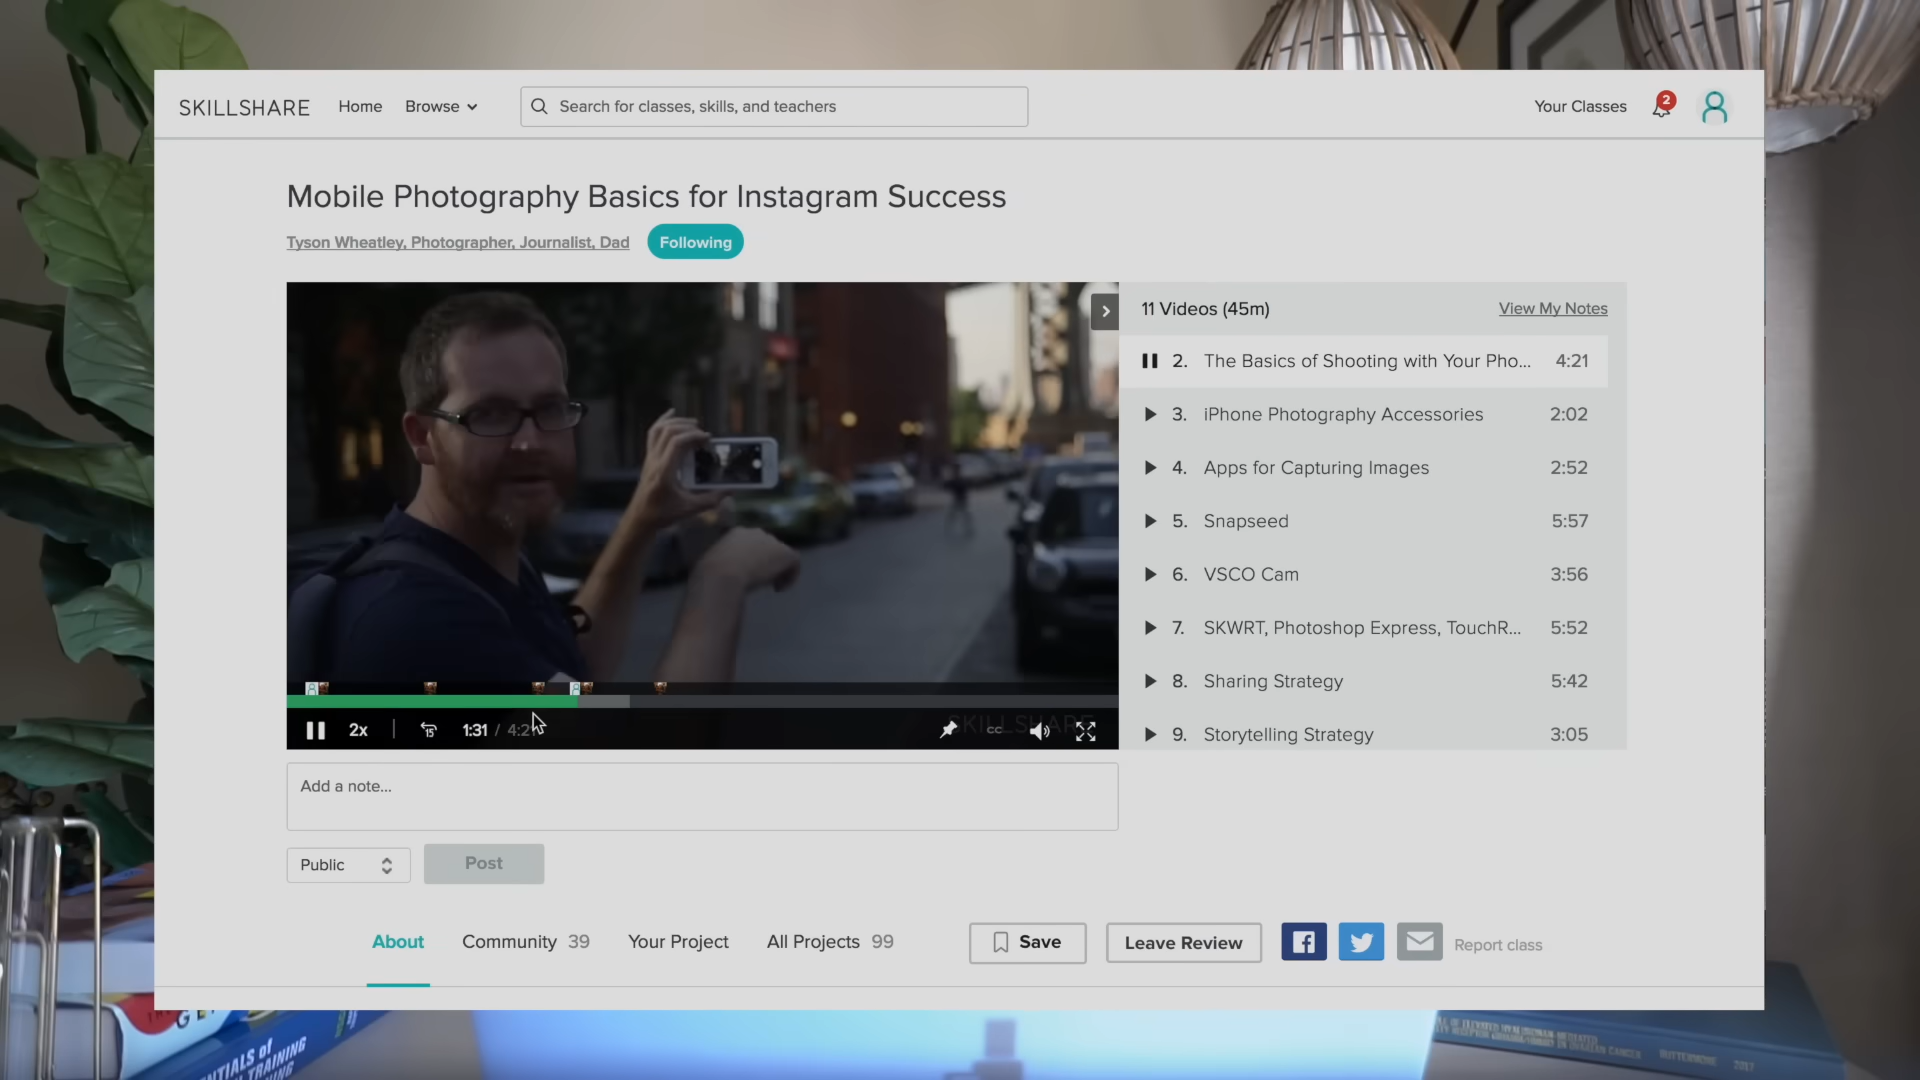 SKILLSHARE Home Browse Search for classes, skills, and teachers Your Classes 2
Mobile Photography Basics for Instagram Success
Tyson Wheatley, Photographer, Journalist, Dad Following
11 Videos (45m) View My Notes
2. The Basics of Shooting with Your Pho... 4:21
3. iPhone Photography Accessories 2:02
4. Apps for Capturing Images 2:52
5. Snapseed 5:57
6. VSCO Cam 3:56
7. SKWRT, Photoshop Express, TouchR... 5:52
8. Sharing Strategy 5:42
9. Storytelling Strategy 3:05
SKILLSHARE
2x 15 1:31 / 4:21 CC
Add a note...
Public Post
About Community 39 Your Project All Projects 99 Save Leave Review Report class
TRAINING
2017